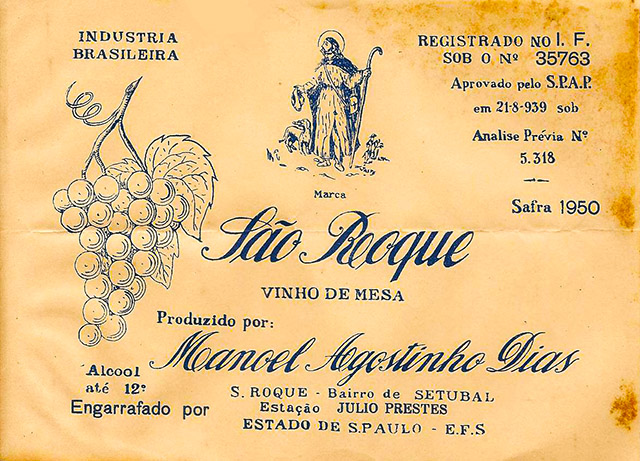 INDUSTRIA
BRASILEIRA
REGISTRADO NO I. F.
SOB O Nº 35763
Aprovado pelo S.P.A.P.
em 21-8-939 sob
Analise Prévia Nº
5.318
Safra 1950
Marca
São Roque
VINHO DE MESA
Produzido por:
Manoel Agostinho Dias
Alcool
até 12º
Engarrafado por
S. ROQUE - Bairro de SETUBAL
Estação JULIO PRESTES
ESTADO DE S.PAULO - E.F.S